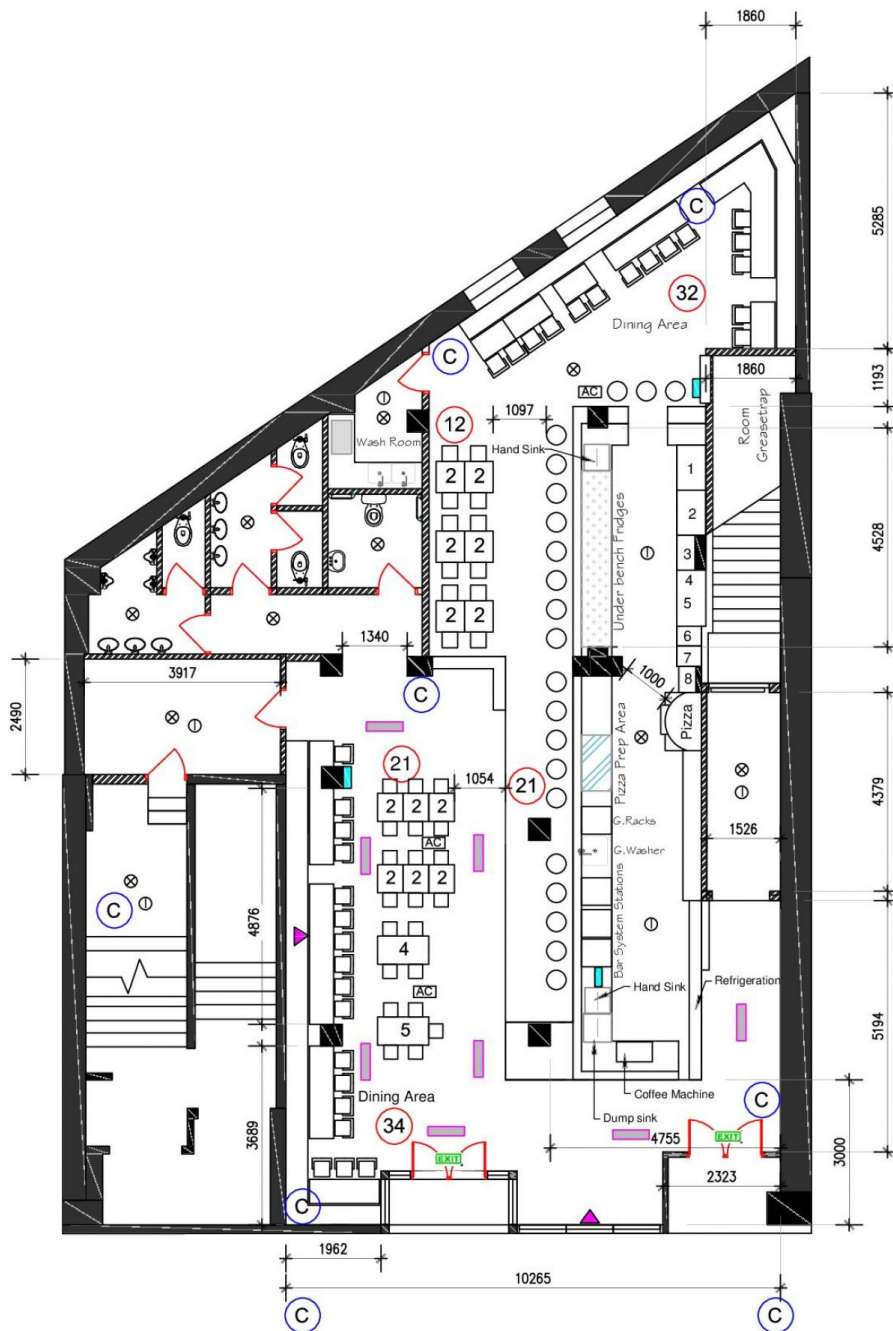 1860
5285
C
32
Dining Area
C
1860
1193
AC
12
1097
Wash Room
Hand Sink
Room
Greasetrap
1
2
2 2
Under bench Fridges
4528
3
2 2
4
5
2 2
6
7
8
1340
3917
C
1000
2490
Pizza
21
1054
21
Pizza Prep Area
2 2 2
G.Racks
4379
1526
AC
G.Washer
2 2 2
C
4876
4
Bar System Stations
Refrigeration
AC
Hand Sink
5194
5
Coffee Machine
Dining Area
C
Dump sink
3689
34
EXIT
4755
EXIT
3000
2323
C
1962
10265
C
C